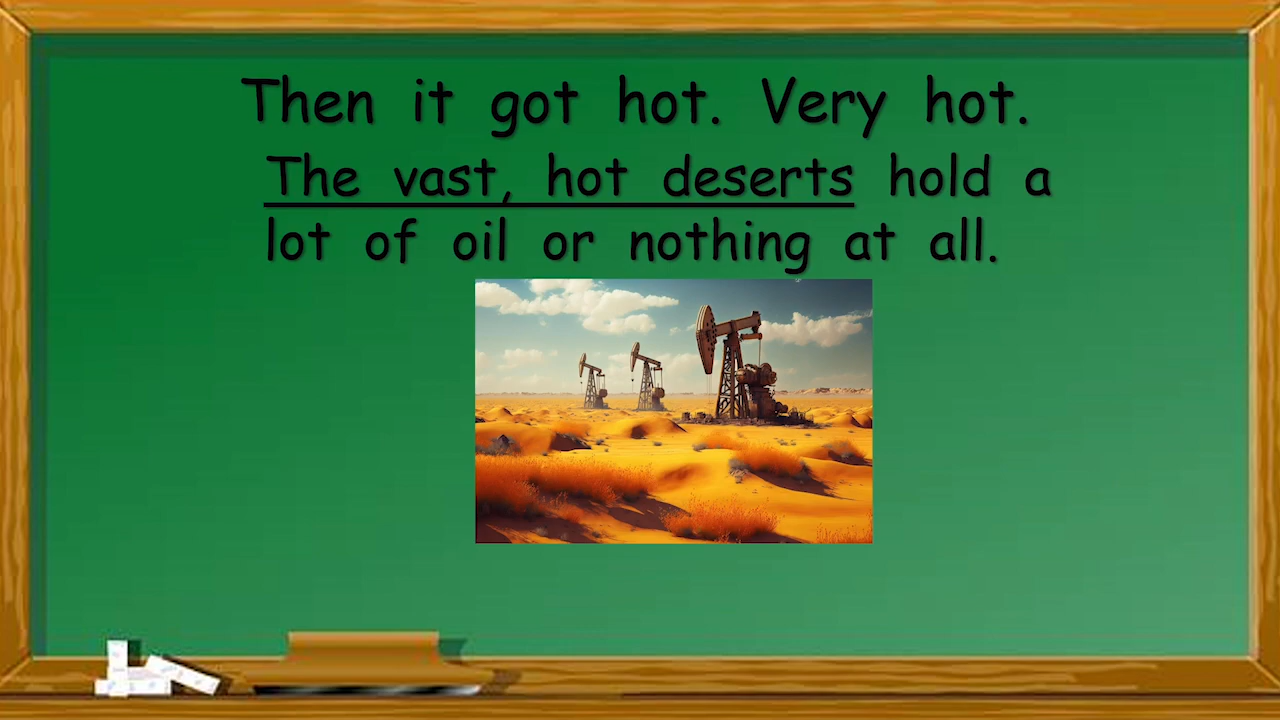 Then it got hot. Very hot.
The vast, hot deserts hold a
lot of oil or nothing at all.